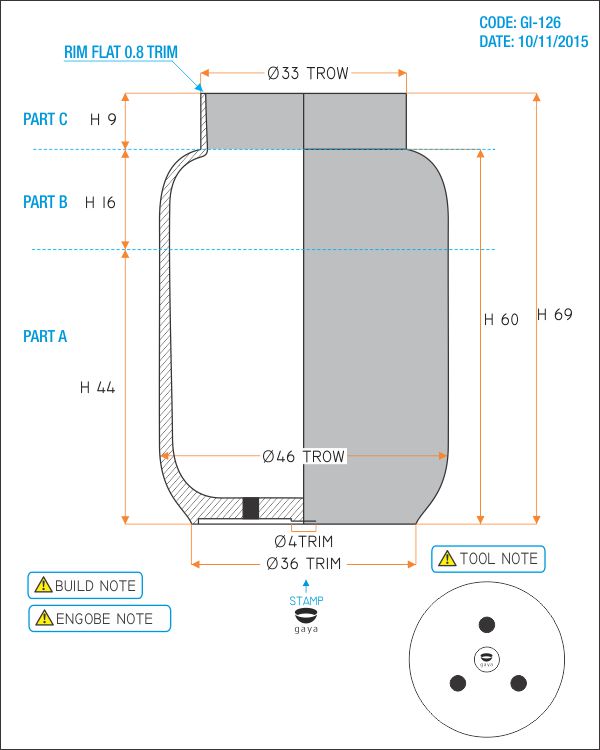 CODE: GI-126
DATE: 10/11/2015
RIM FLAT 0.8 TRIM
Ø33 TROW
PART C H 9
PART B H 16
H 60
H 69
PART A
H 44
Ø46 TROW
Ø4TRIM
Ø36 TRIM
TOOL NOTE
BUILD NOTE
STAMP
ENGOBE NOTE
gaya
gaya